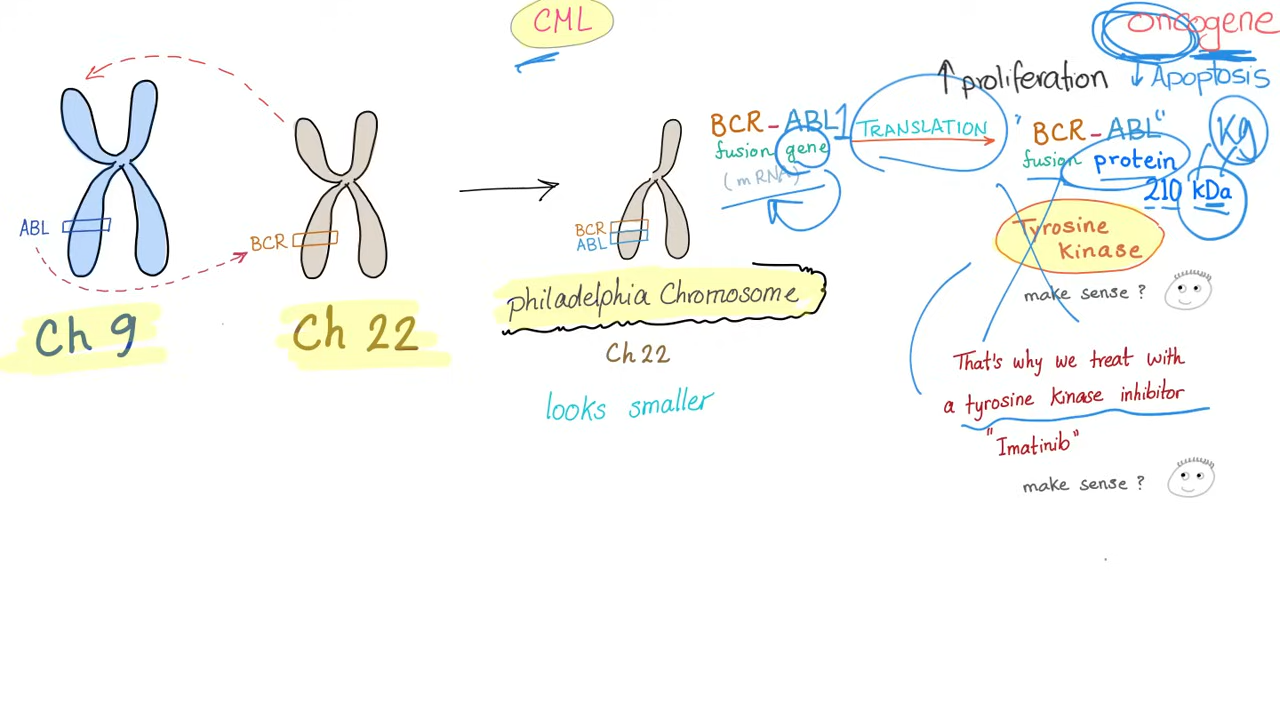 CML
Oncogene
↑ proliferation ↓ Apoptosis
BCR-ABL1
fusion gene
(mRNA)
TRANSLATION
"BCR-ABL"
fusion protein
210 kDa
Kg
Tyrosine
Kinase
make sense ?
ABL
BCR
BCR
ABL
Ch 9
Ch 22
philadelphia Chromosome
Ch 22
looks smaller
That's why we treat with
a tyrosine kinase inhibitor
"Imatinib"
make sense ?